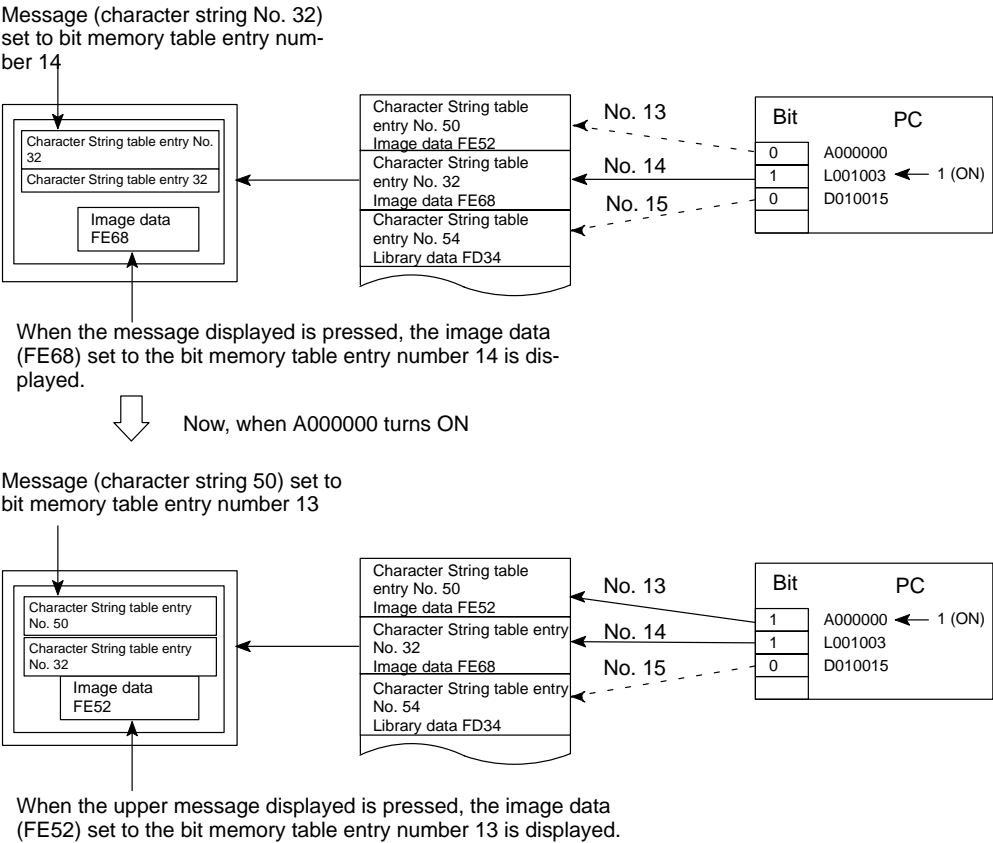 Message (character string No. 32)
set to bit memory table entry num-
ber 14
Character String table entry No.
32
Character String table entry 32
Image data
FE68
Character String table
entry No. 50
Image data FE52
Character String table
entry No. 32
Image data FE68
Character String table
entry No. 54
Library data FD34
No. 13
No. 14
No. 15
Bit PC
0 A000000
1 L001003 1 (ON)
0 D010015
When the message displayed is pressed, the image data
(FE68) set to the bit memory table entry number 14 is dis-
played.
Now, when A000000 turns ON
Message (character string 50) set to
bit memory table entry number 13
Character String table entry
No. 50
Character String table entry
No. 32
Image data
FE52
Character String table
entry No. 50
Image data FE52
Character String table entry
No. 32
Image data FE68
Character String table entry
No. 54
Library data FD34
No. 13
No. 14
No. 15
Bit PC
1 A000000 1 (ON)
1 L001003
0 D010015
When the upper message displayed is pressed, the image data
(FE52) set to the bit memory table entry number 13 is displayed.